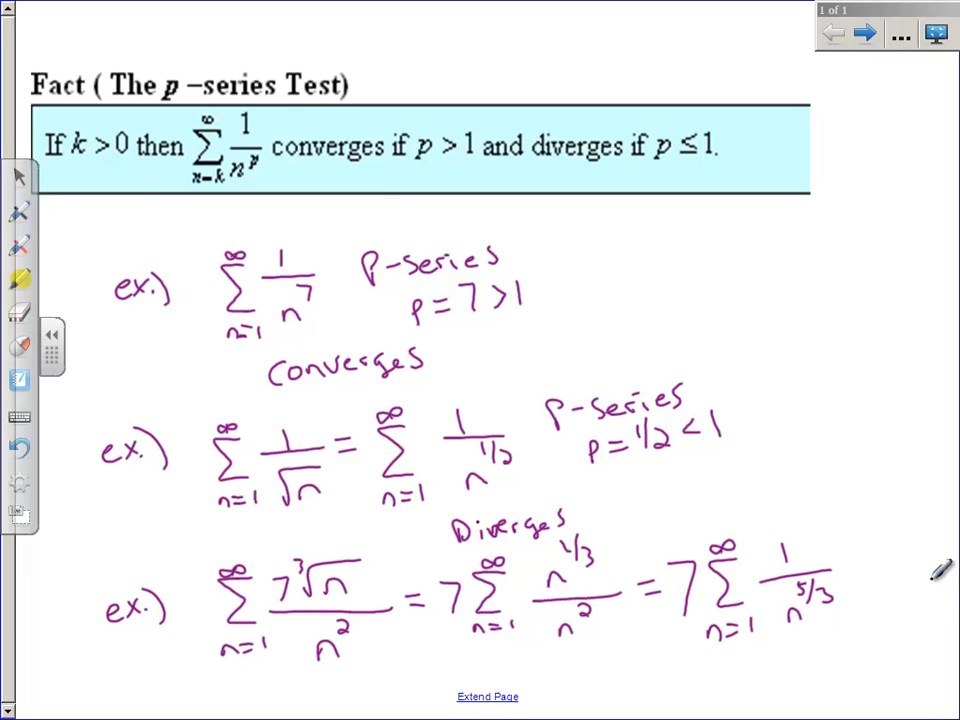 1 of 1
Fact ( The p –series Test)
If k > 0 then ∑_{n=k}^{∞} 1/n^p converges if p > 1 and diverges if p ≤ 1.
ex.) ∑_{n=1}^{∞} 1/n^7 P-series
p = 7 > 1
Converges
ex.) ∑_{n=1}^{∞} 1/√n = ∑_{n=1}^{∞} 1/n^{1/2} P-series
p = 1/2 < 1
Diverges
ex.) ∑_{n=1}^{∞} 7∛n/n^2 = 7 ∑_{n=1}^{∞} n^{1/3}/n^2 = 7 ∑_{n=1}^{∞} 1/n^{5/3}
Extend Page